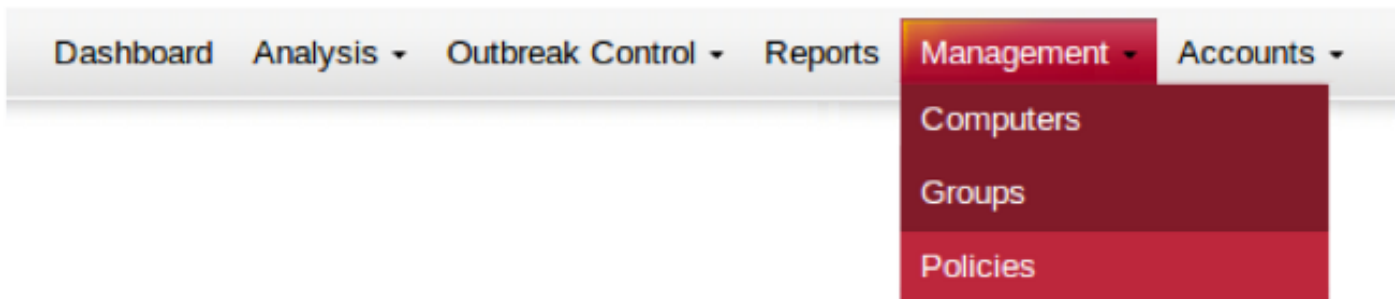 Dashboard Analysis Outbreak Control Reports Management Accounts
Computers
Groups
Policies